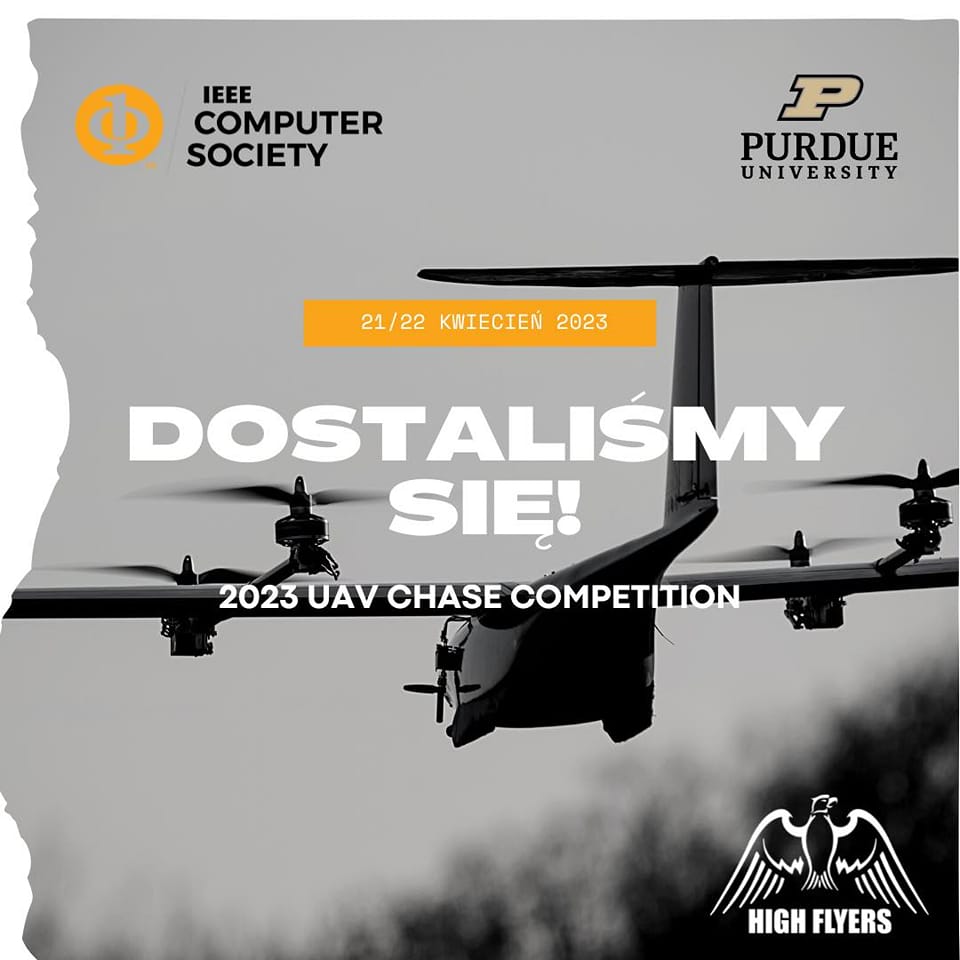 IEEE
COMPUTER
SOCIETY
P
PURDUE
UNIVERSITY
21/22 KWIECIEŃ 2023
DOSTALIŚMY
SIĘ!
2023 UAV CHASE COMPETITION
HIGH FLYERS